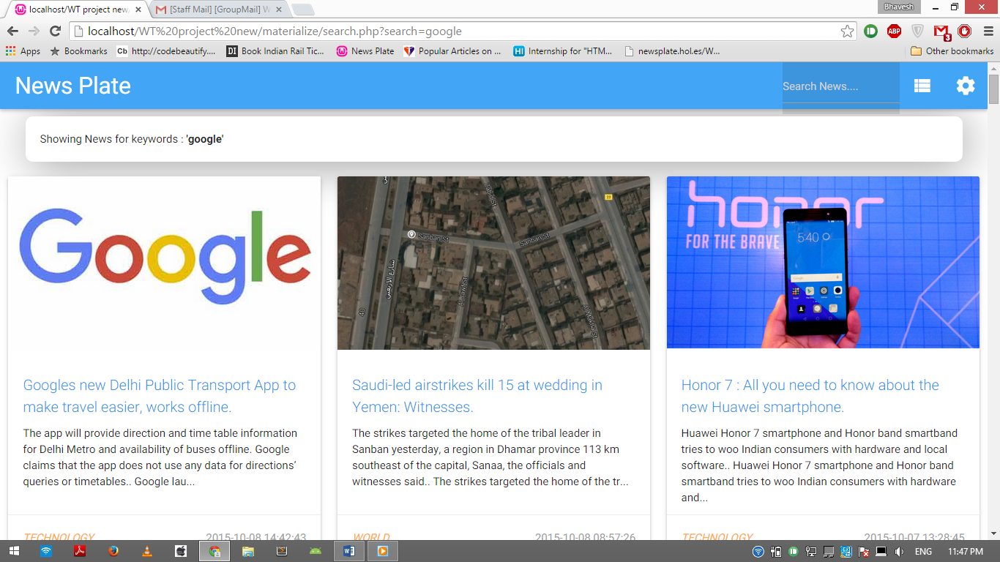 localhost/WT project new/
[Staff Mail] [GroupMail] W
Bhavesh
localhost/WT%20project%20new/materialize/search.php?search=google
ABP
3
Apps
Bookmarks
Cb http://codebeautify....
DI Book Indian Rail Tic...
News Plate
Popular Articles on ...
HI Internship for "HTM...
newsplate.hol.es/W...
Other bookmarks
News Plate
Search News....
Showing News for keywords : 'google'
Google
Sanban St
Sanban St
Al Jawf St
شارع الاربعين
40
honor
FOR THE BRAVE
5:40
Googles new Delhi Public Transport App to
make travel easier, works offline.
The app will provide direction and time table information
for Delhi Metro and availability of buses offline. Google
claims that the app does not use any data for directions’
queries or timetables.. Google lau...
TECHNOLOGY
2015-10-08 14:42:43
Saudi-led airstrikes kill 15 at wedding in
Yemen: Witnesses.
The strikes targeted the home of the tribal leader in
Sanban yesterday, a region in Dhamar province 113 km
southeast of the capital, Sanaa, the officials and
witnesses said.. The strikes targeted the home of the tr...
WORLD
2015-10-08 08:57:26
Honor 7 : All you need to know about the
new Huawei smartphone.
Huawei Honor 7 smartphone and Honor band smartband
tries to woo Indian consumers with hardware and local
software.. Huawei Honor 7 smartphone and Honor band
smartband tries to woo Indian consumers with hardware
and...
TECHNOLOGY
2015-10-07 13:28:45
ENG
11:47 PM